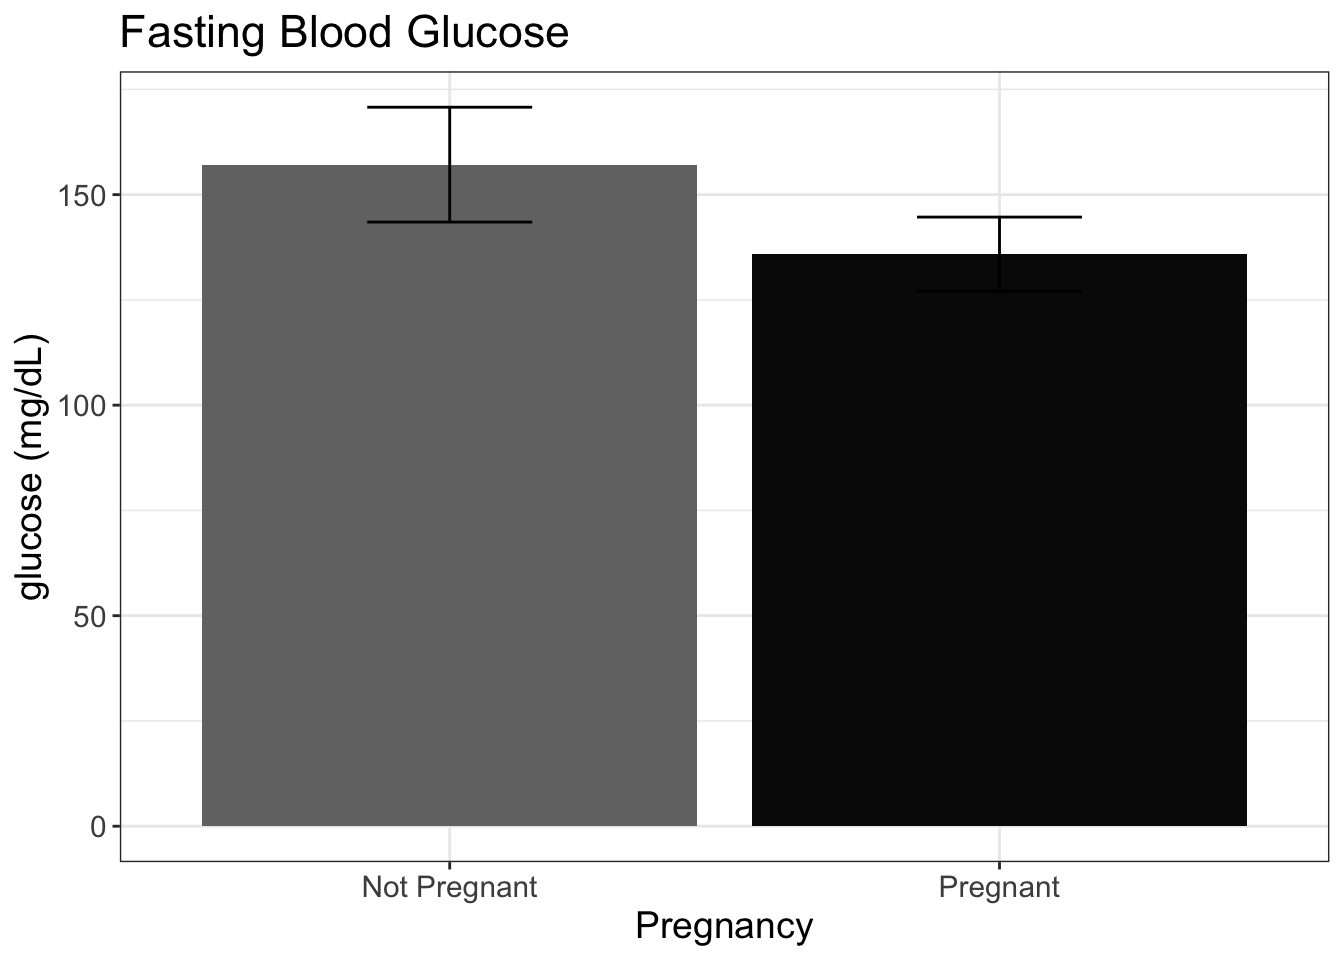 Fasting Blood Glucose
glucose (mg/dL)
150
100
50
0
Not Pregnant
Pregnant
Pregnancy